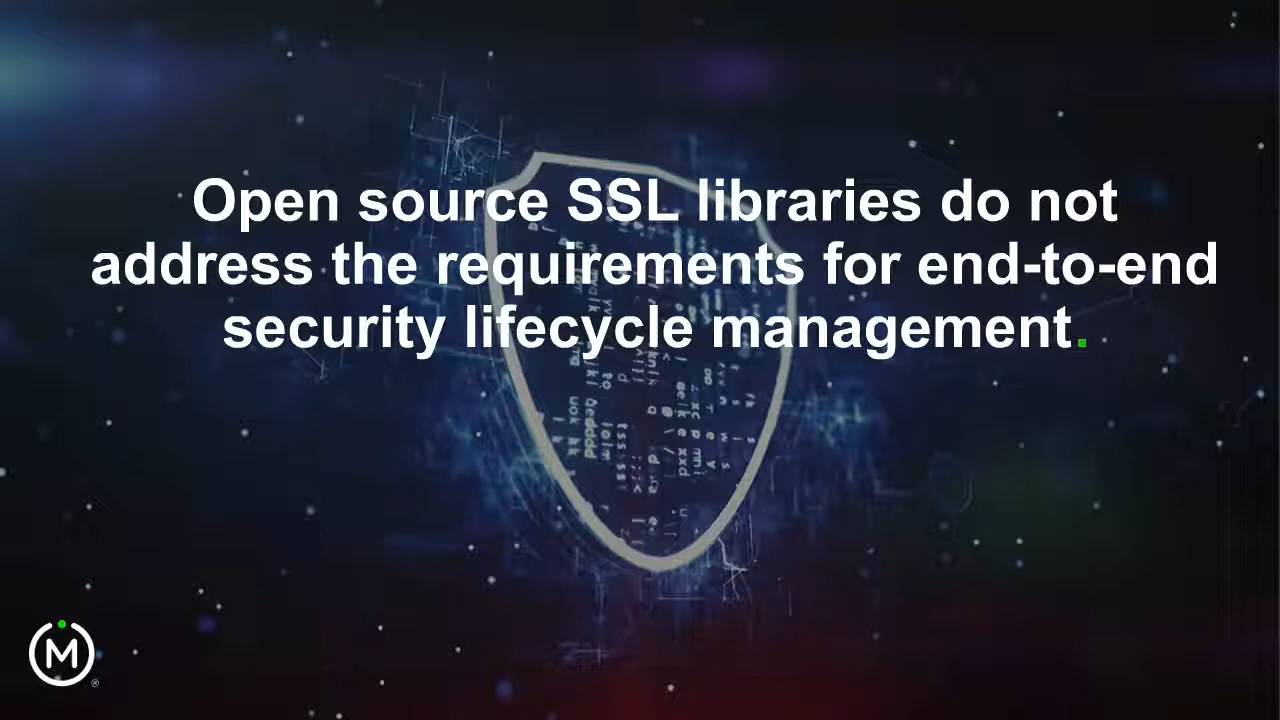 Open source SSL libraries do not
address the requirements for end-to-end
security lifecycle management.
M
®